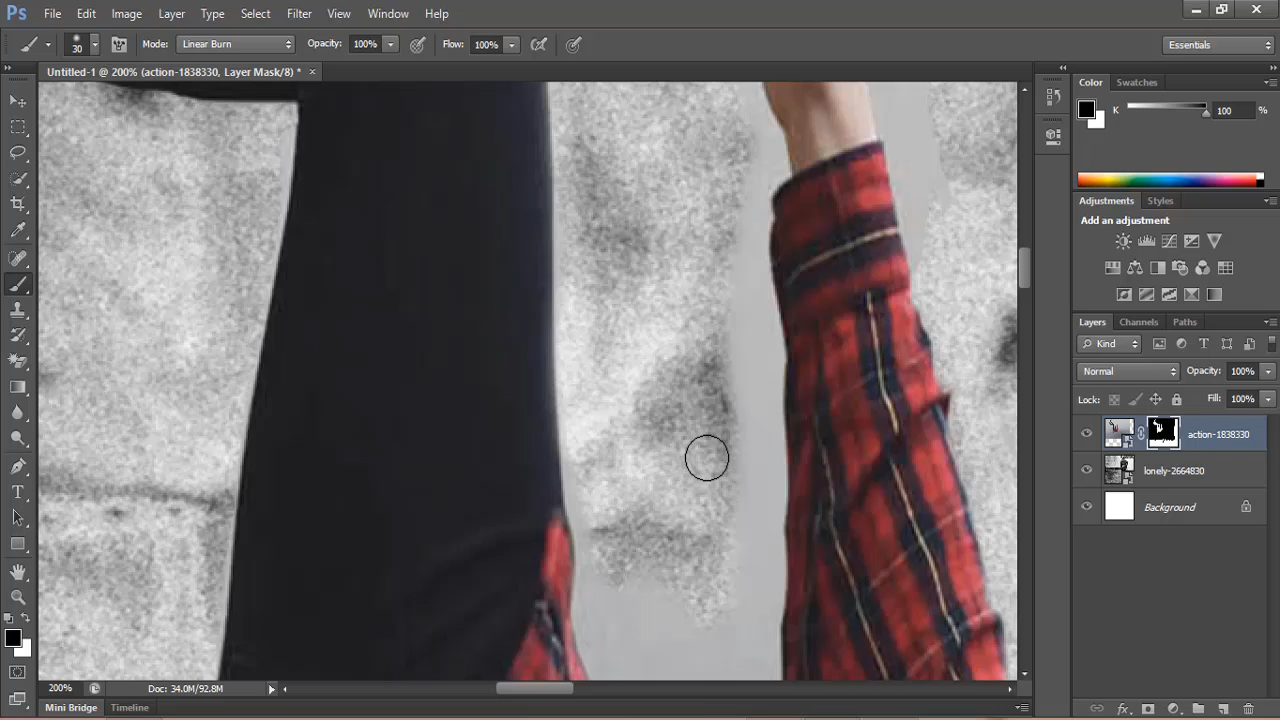 Ps File Edit Image Layer Type Select Filter View Window Help
30 Mode: Linear Burn Opacity: 100% Flow: 100% Essentials
Untitled-1 @ 200% (action-1838330, Layer Mask/8) * ×
Color Swatches
K 100 %
Adjustments Styles
Add an adjustment
Layers Channels Paths
Kind
Normal Opacity: 100%
Lock: Fill: 100%
action-1838330
lonely-2664830
Background
200% Doc: 34.0M/92.8M
Mini Bridge Timeline